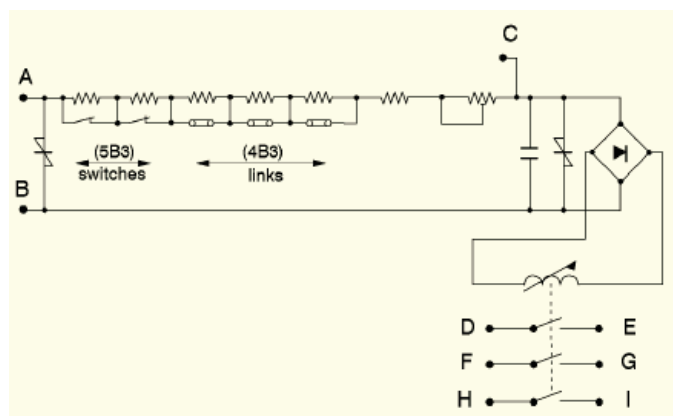 C
A
(5B3)
switches
(4B3)
links
B
D E
F G
H I